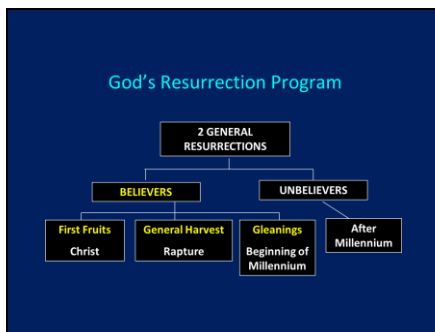 God's Resurrection Program
2 GENERAL
RESURRECTIONS
BELIEVERS
UNBELIEVERS
First Fruits
Christ
General Harvest
Rapture
Gleanings
Beginning of
Millennium
After
Millennium